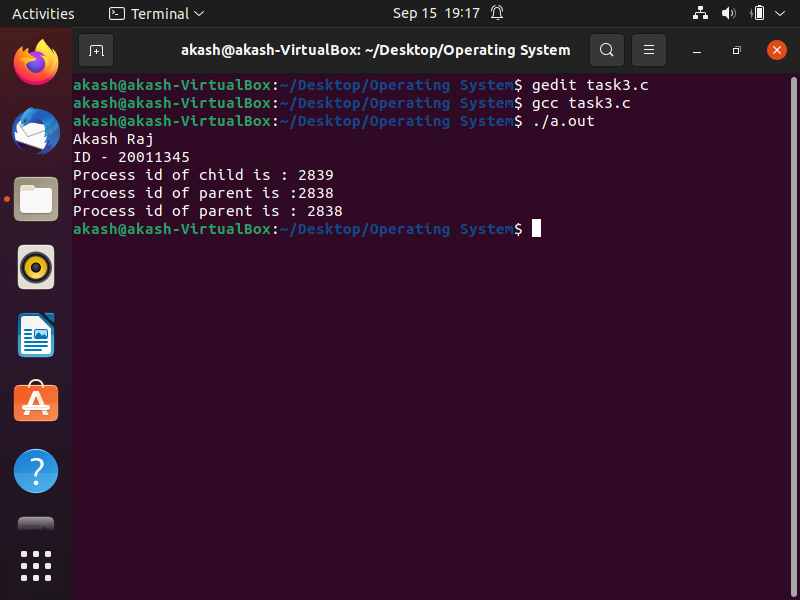 Activities Terminal Sep 15 19:17
akash@akash-VirtualBox: ~/Desktop/Operating System
akash@akash-VirtualBox:~/Desktop/Operating System$ gedit task3.c
akash@akash-VirtualBox:~/Desktop/Operating System$ gcc task3.c
akash@akash-VirtualBox:~/Desktop/Operating System$ ./a.out
Akash Raj
ID - 20011345
Process id of child is : 2839
Prcoess id of parent is :2838
Process id of parent is : 2838
akash@akash-VirtualBox:~/Desktop/Operating System$